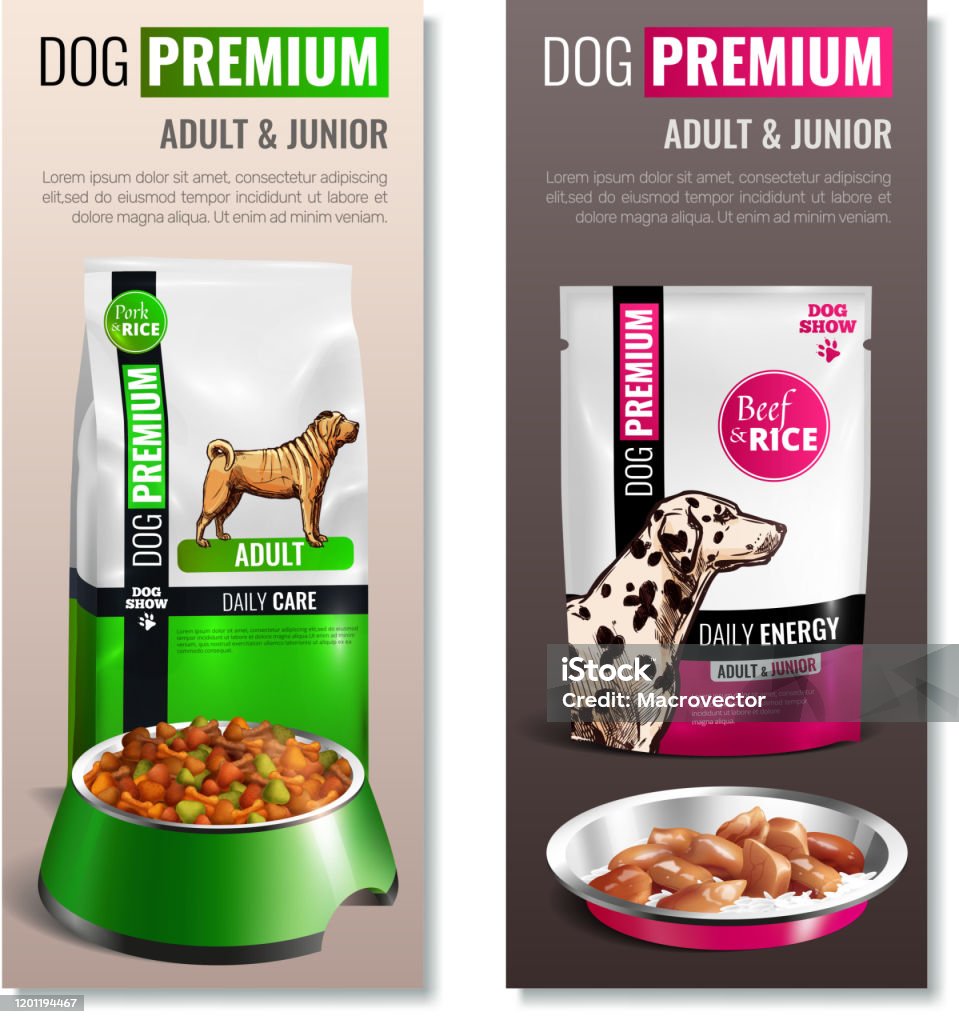 DOG PREMIUM
ADULT & JUNIOR
Lorem ipsum dolor sit amet, consectetur adipiscing
elit,sed do eiusmod tempor incididunt ut labore et
dolore magna aliqua. Ut enim ad minim veniam.
Pork
& RICE
DOG PREMIUM
ADULT
DOG
SHOW
DAILY CARE
DOG PREMIUM
ADULT & JUNIOR
Lorem ipsum dolor sit amet, consectetur adipiscing
elit,sed do eiusmod tempor incididunt ut labore et
dolore magna aliqua. Ut enim ad minim veniam.
DOG PREMIUM
DOG
SHOW
Beef
& RICE
DAILY ENERGY
ADULT & JUNIOR
magna aliqua.
iStock
Credit: Macrovector
1201194467